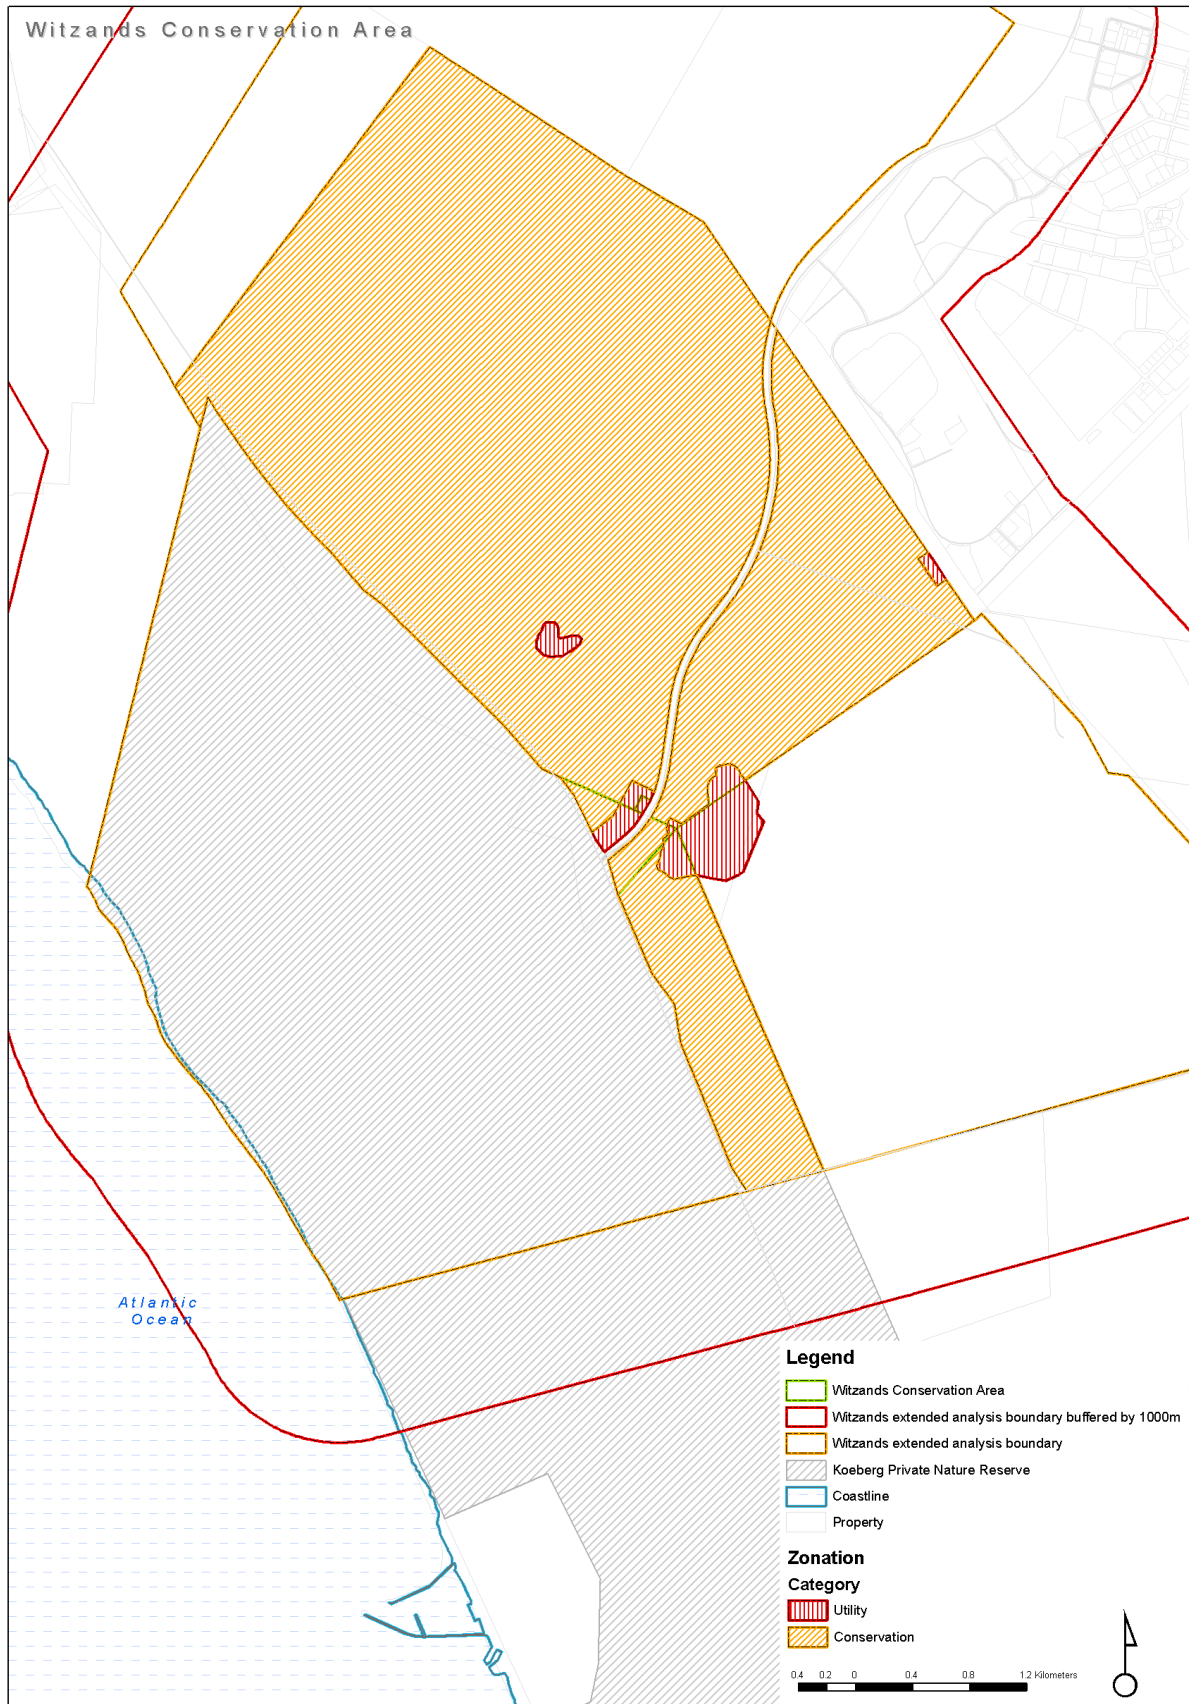 Witzands Conservation Area
Atlantic
Ocean
Legend
Witzands Conservation Area
Witzands extended analysis boundary buffered by 1000m
Witzands extended analysis boundary
Koeberg Private Nature Reserve
Coastline
Property
Zonation
Category
Utility
Conservation
0.4 0.2 0 0.4 0.8 1.2 Kilometers